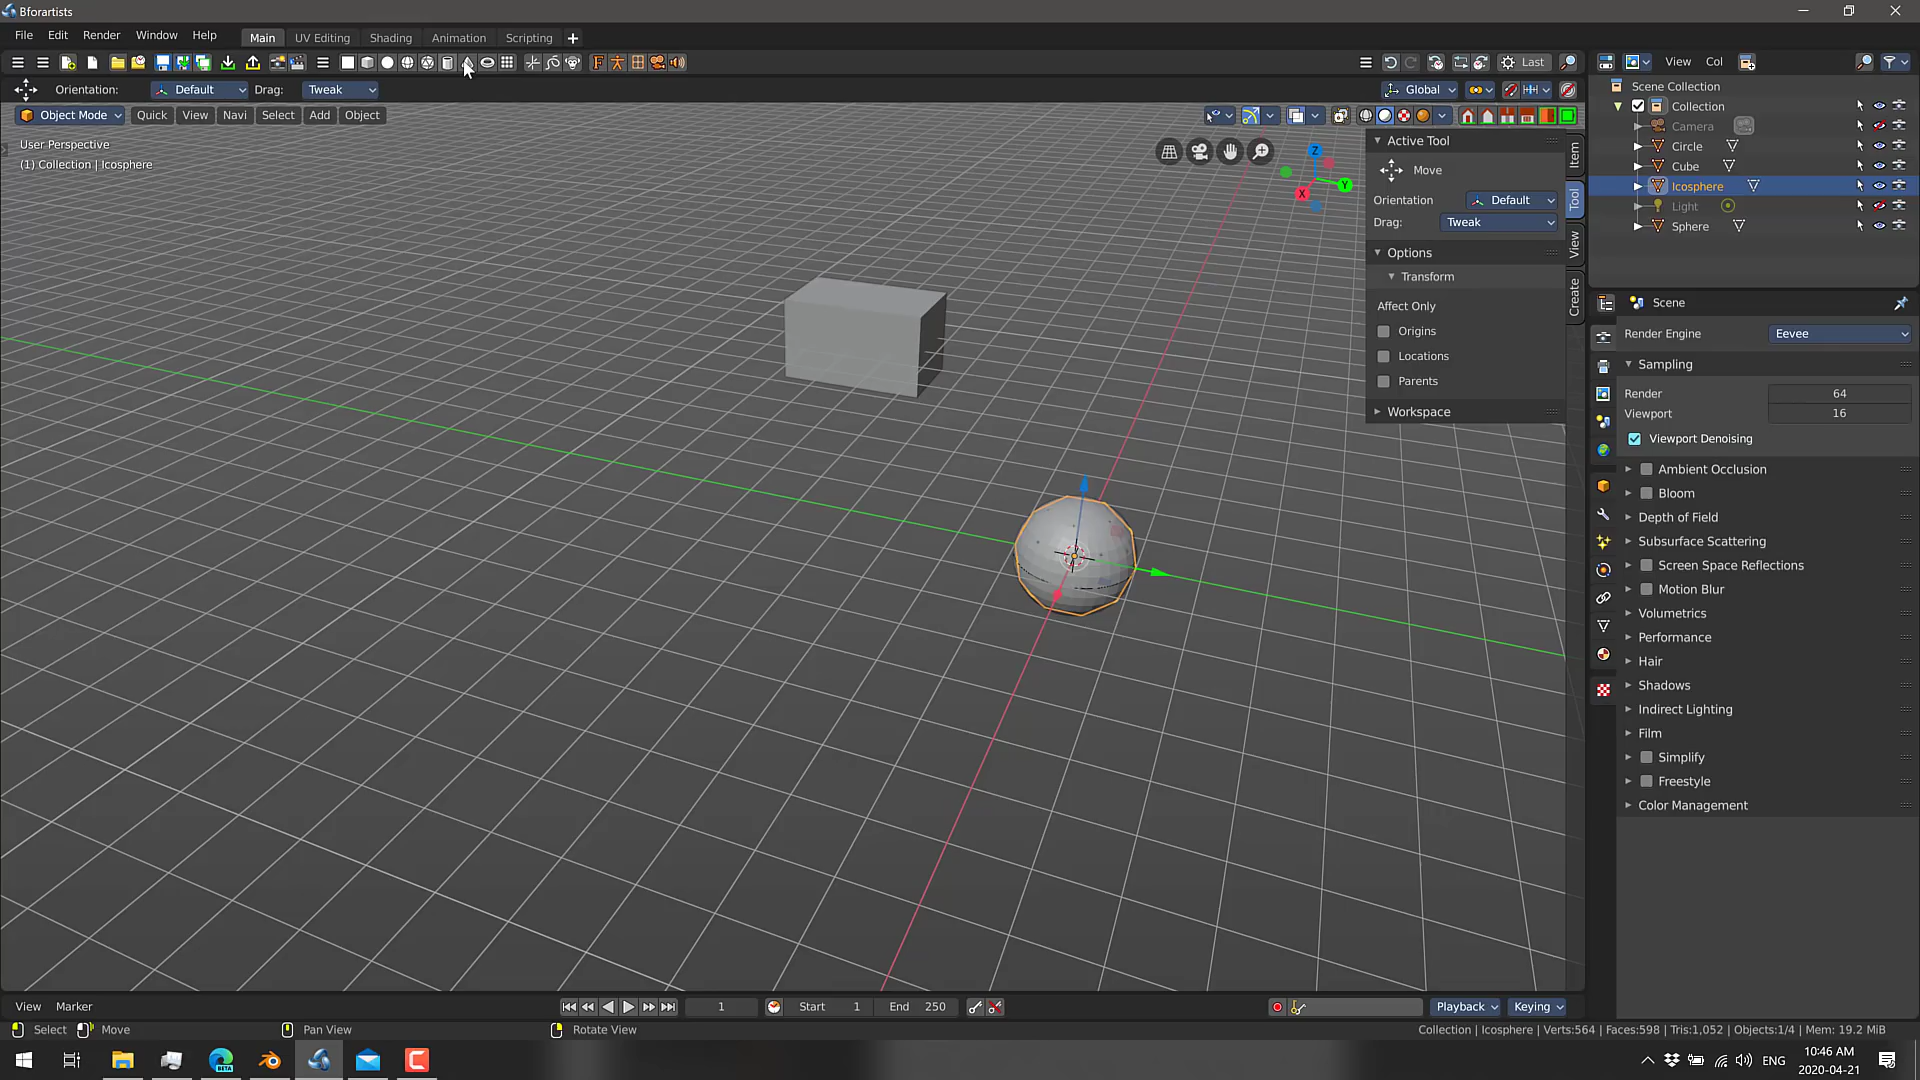 Bforartists
File Edit Render Window Help Main UV Editing Shading Animation Scripting +
F Last View Col
Orientation: Default Drag: Tweak Global
Object Mode Quick View Navi Select Add Object
User Perspective
(1) Collection | Icosphere
Z
Y
X
Active Tool
Move
Orientation Default
Drag: Tweak
Options
Transform
Affect Only
Origins
Locations
Parents
Workspace
Item
Tool
View
Create
Scene Collection
Collection
Camera
Circle
Cube
Icosphere
Light
Sphere
Scene
Render Engine Eevee
Sampling
Render 64
Viewport 16
Viewport Denoising
Ambient Occlusion
Bloom
Depth of Field
Subsurface Scattering
Screen Space Reflections
Motion Blur
Volumetrics
Performance
Hair
Shadows
Indirect Lighting
Film
Simplify
Freestyle
Color Management
View Marker 1 Start 1 End 250 Playback Keying
Select Move Pan View Rotate View Collection | Icosphere | Verts:564 | Faces:598 | Tris:1,052 | Objects:1/4 | Mem: 19.2 MiB
BETA C ENG 10:46 AM
2020-04-21